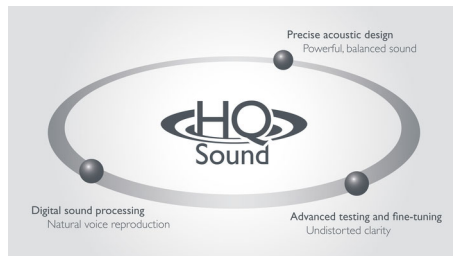 Precise acoustic design
Powerful, balanced sound
HQ
Sound
Digital sound processing
Natural voice reproduction
Advanced testing and fine-tuning
Undistorted clarity